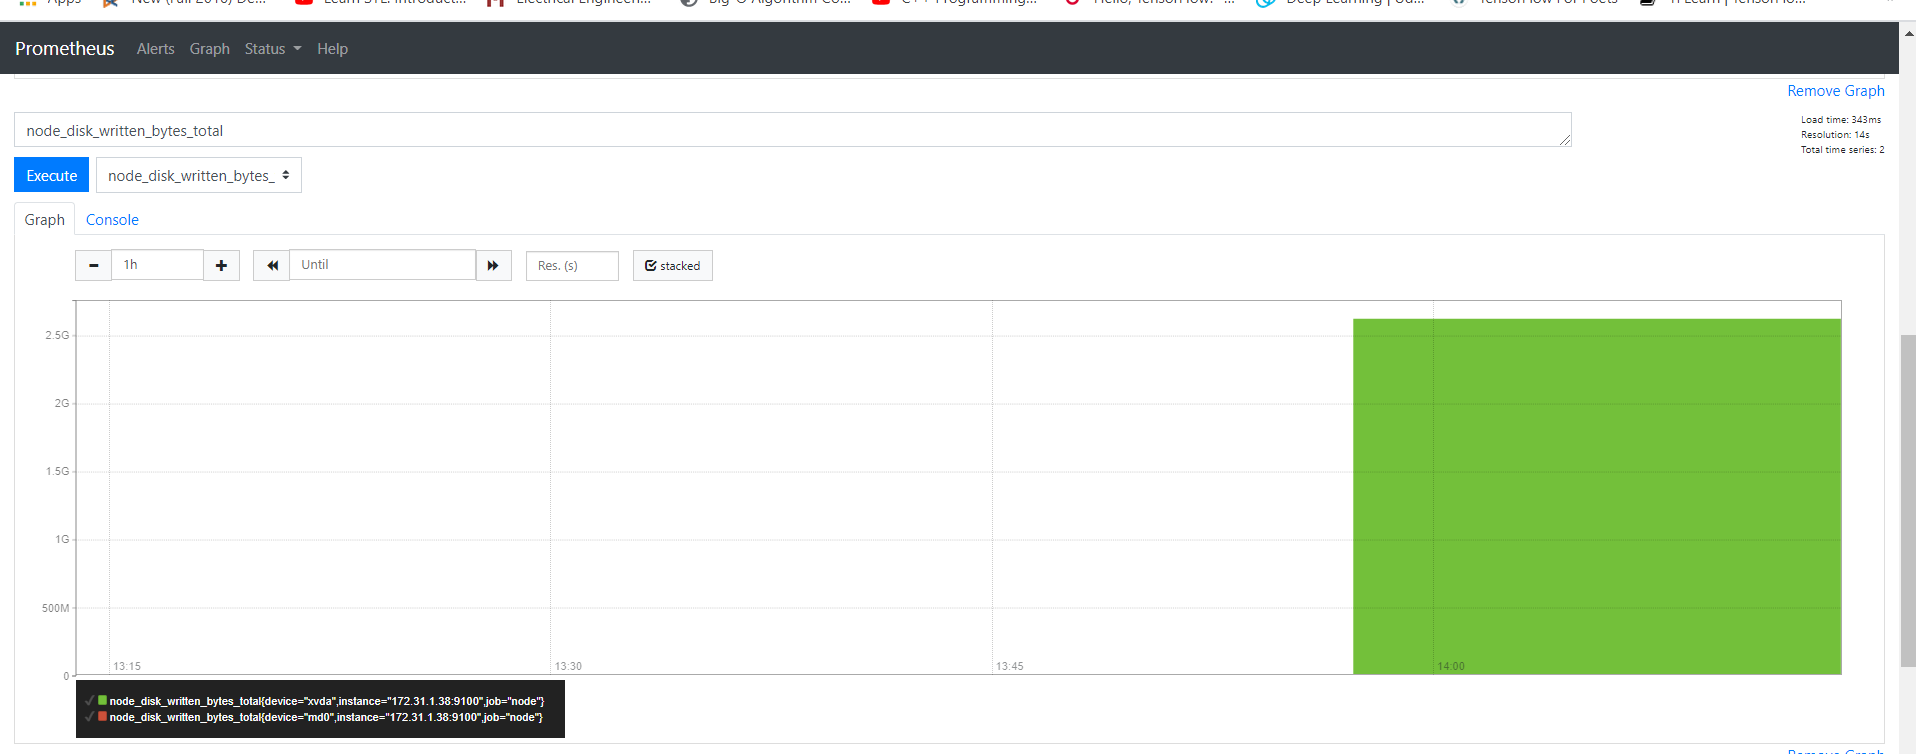 Prometheus Alerts Graph Status Help
Remove Graph
node_disk_written_bytes_total
Load time: 343ms
Resolution: 14s
Total time series: 2
Execute node_disk_written_bytes_
Graph Console
1h Until Res. (s) stacked
2.5G
2G
1.5G
1G
500M
0
13:15 13:30 13:45 14:00
node_disk_written_bytes_total{device="xvda",instance="172.31.1.38:9100",job="node"}
node_disk_written_bytes_total{device="md0",instance="172.31.1.38:9100",job="node"}